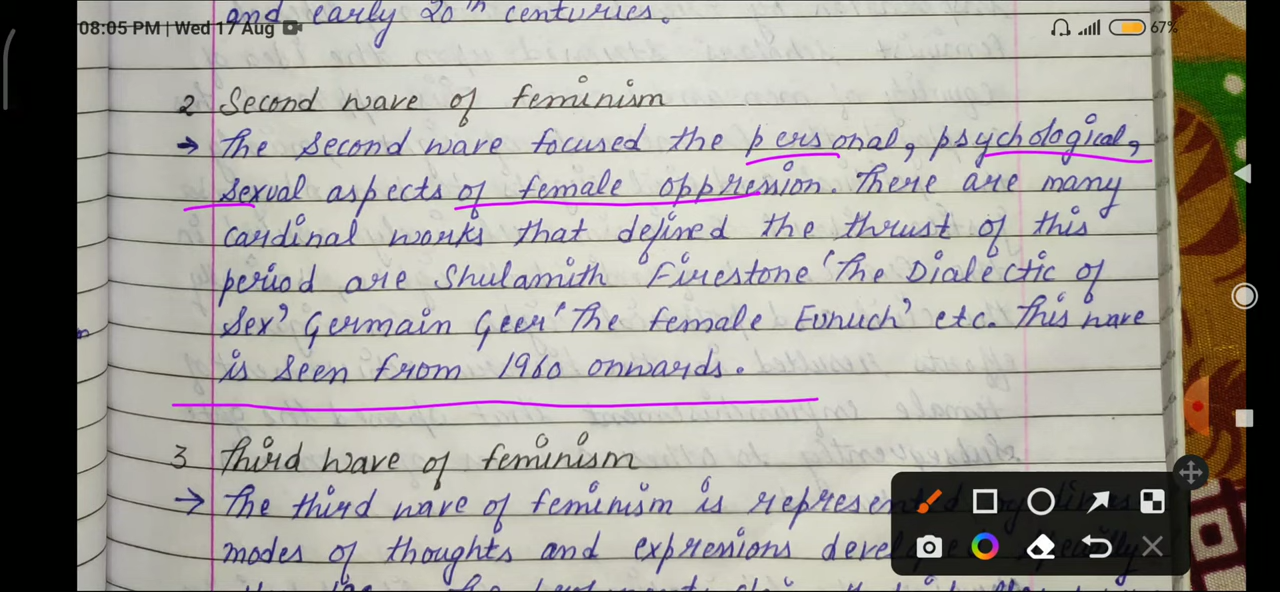 and early 20th centuries.
08:05 PM | Wed 17 Aug
67%
2 Second wave of feminism
→ The second wave focused the personal, psychological,
sexual aspects of female oppression. There are many
cardinal works that defined the thrust of this
period are Shulamith Firestone 'The Dialectic of
Sex' Germain Geer 'The female Eunuch' etc. This wave
is seen from 1960 onwards.
3 Third wave of feminism
→ The third wave of feminism is represented
modes of thoughts and expressions